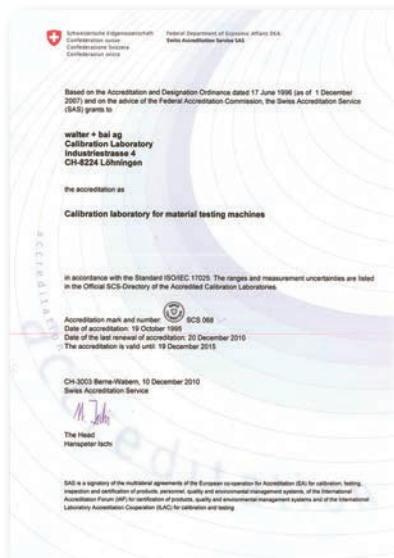 Schweizerische Eidgenossenschaft
Confédération suisse
Confederazione Svizzera
Confederaziun svizra
Federal Department of Economic Affairs DEA
Swiss Accreditation Service SAS
Based on the Accreditation and Designation Ordinance dated 17 June 1996 (as of 1 December
2007) and on the advice of the Federal Accreditation Commission, the Swiss Accreditation Service
(SAS) grants to
walter + bai ag
Calibration Laboratory
Industriestrasse 4
CH-8224 Löhningen
the accreditation as
Calibration laboratory for material testing machines
in accordance with the Standard ISO/IEC 17025. The ranges and measurement uncertainties are listed
in the Official SCS-Directory of the Accredited Calibration Laboratories.
Accreditation mark and number: SCS 068
Date of accreditation: 19 October 1995
Date of the last renewal of accreditation: 20 December 2010
The accreditation is valid until: 19 December 2015
CH-3003 Berne-Wabern, 10 December 2010
Swiss Accreditation Service
The Head
Hanspeter Ischi
SAS is a signatory of the multilateral agreements of the European co-operation for Accreditation (EA) for calibration, testing,
inspection and certification of products, personnel, quality and environmental management systems, of the International
Accreditation Forum (IAF) for certification of products, quality and environmental management systems and of the International
Laboratory Accreditation Cooperation (ILAC) for calibration and testing
accreditation